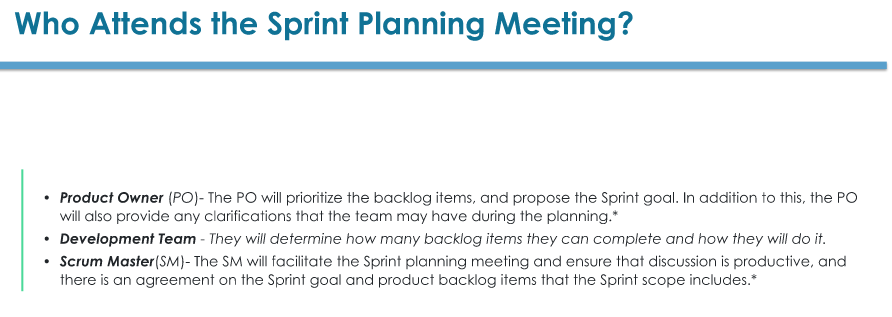 Who Attends the Sprint Planning Meeting?
• Product Owner (PO)- The PO will prioritize the backlog items, and propose the Sprint goal. In addition to this, the PO
will also provide any clarifications that the team may have during the planning.*
• Development Team - They will determine how many backlog items they can complete and how they will do it.
• Scrum Master(SM)- The SM will facilitate the Sprint planning meeting and ensure that discussion is productive, and
there is an agreement on the Sprint goal and product backlog items that the Sprint scope includes.*